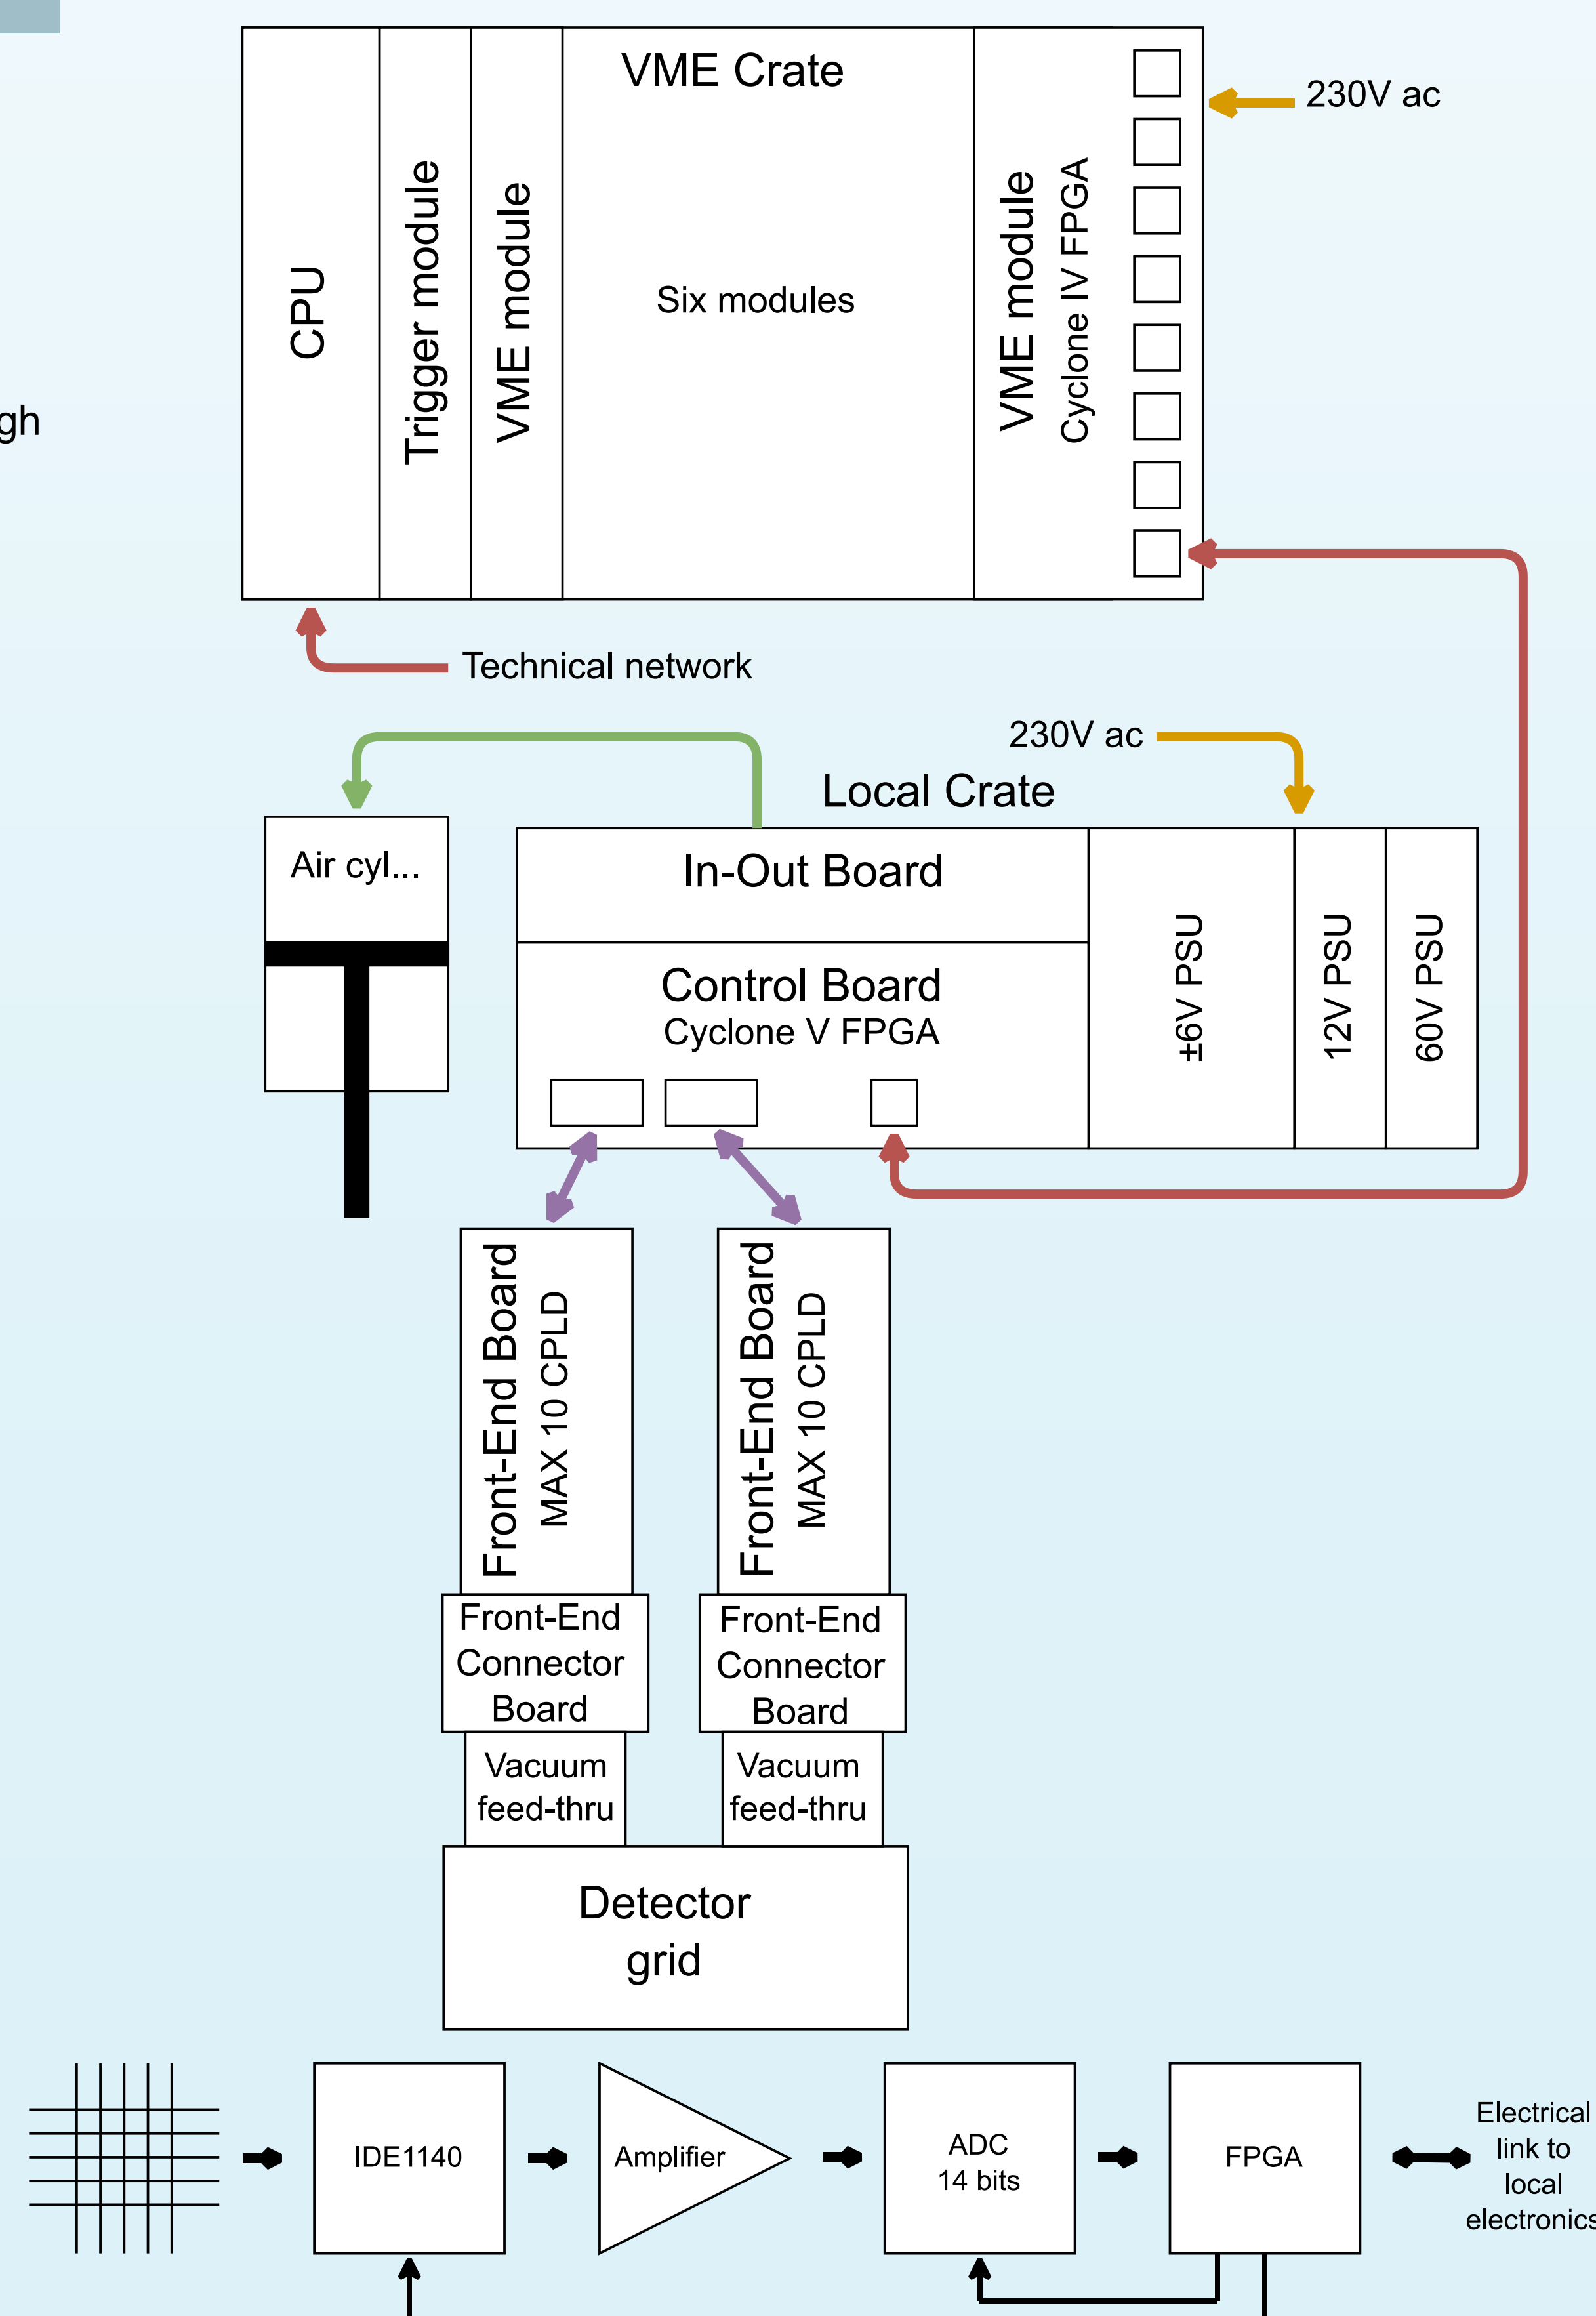 VME Crate
230V ac
CPU
Trigger module
VME module
Six modules
VME module
Cyclone IV FPGA
gh
Technical network
230V ac
Local Crate
Air cyl...
In-Out Board
Control Board
Cyclone V FPGA
±6V PSU
12V PSU
60V PSU
Front-End Board
MAX 10 CPLD
Front-End Board
MAX 10 CPLD
Front-End
Connector
Board
Front-End
Connector
Board
Vacuum
feed-thru
Vacuum
feed-thru
Detector
grid
IDE1140
Amplifier
ADC
14 bits
FPGA
Electrical
link to
local
electronics